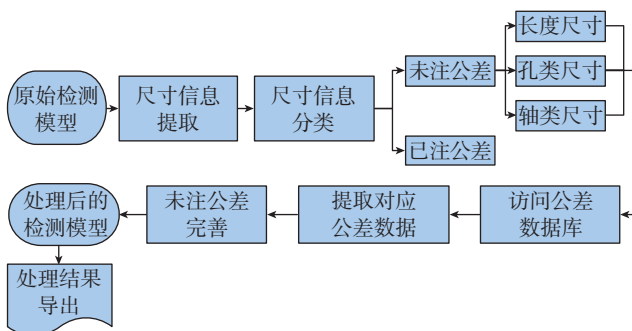 原始检测
模型
尺寸信息
提取
尺寸信息
分类
未注公差
已注公差
长度尺寸
孔类尺寸
轴类尺寸
访问公差
数据库
提取对应
公差数据
未注公差
完善
处理后的
检测模型
处理结果
导出